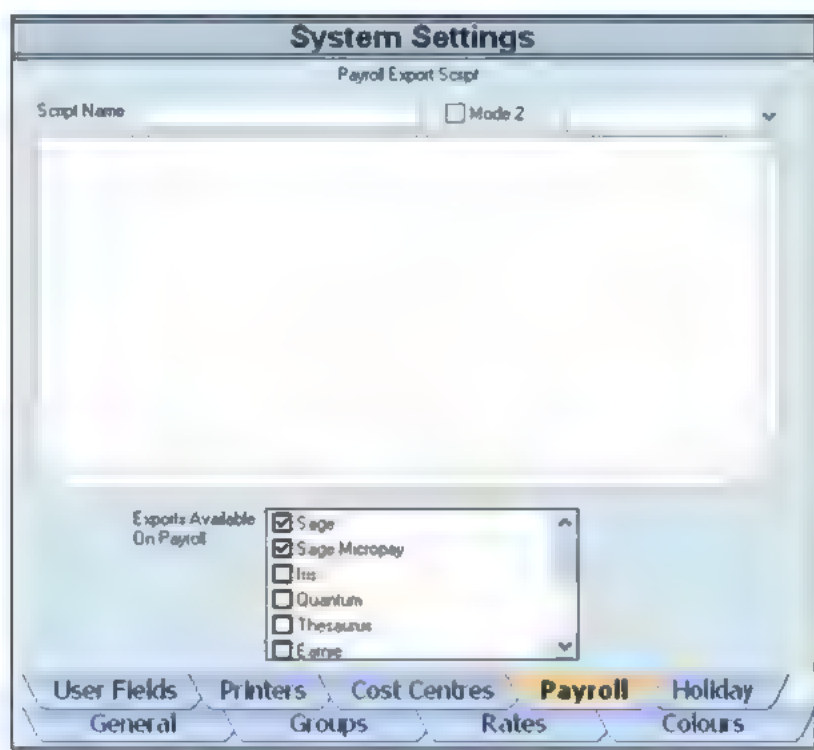 System Settings
Payroll Export Script
Script Name
Mode 2
Exports Available
On Payroll
Sage
Sage Micropay
Iris
Quantum
Thesaurus
Earnie
User Fields
Printers
Cost Centres
Payroll
Holiday
General
Groups
Rates
Colours